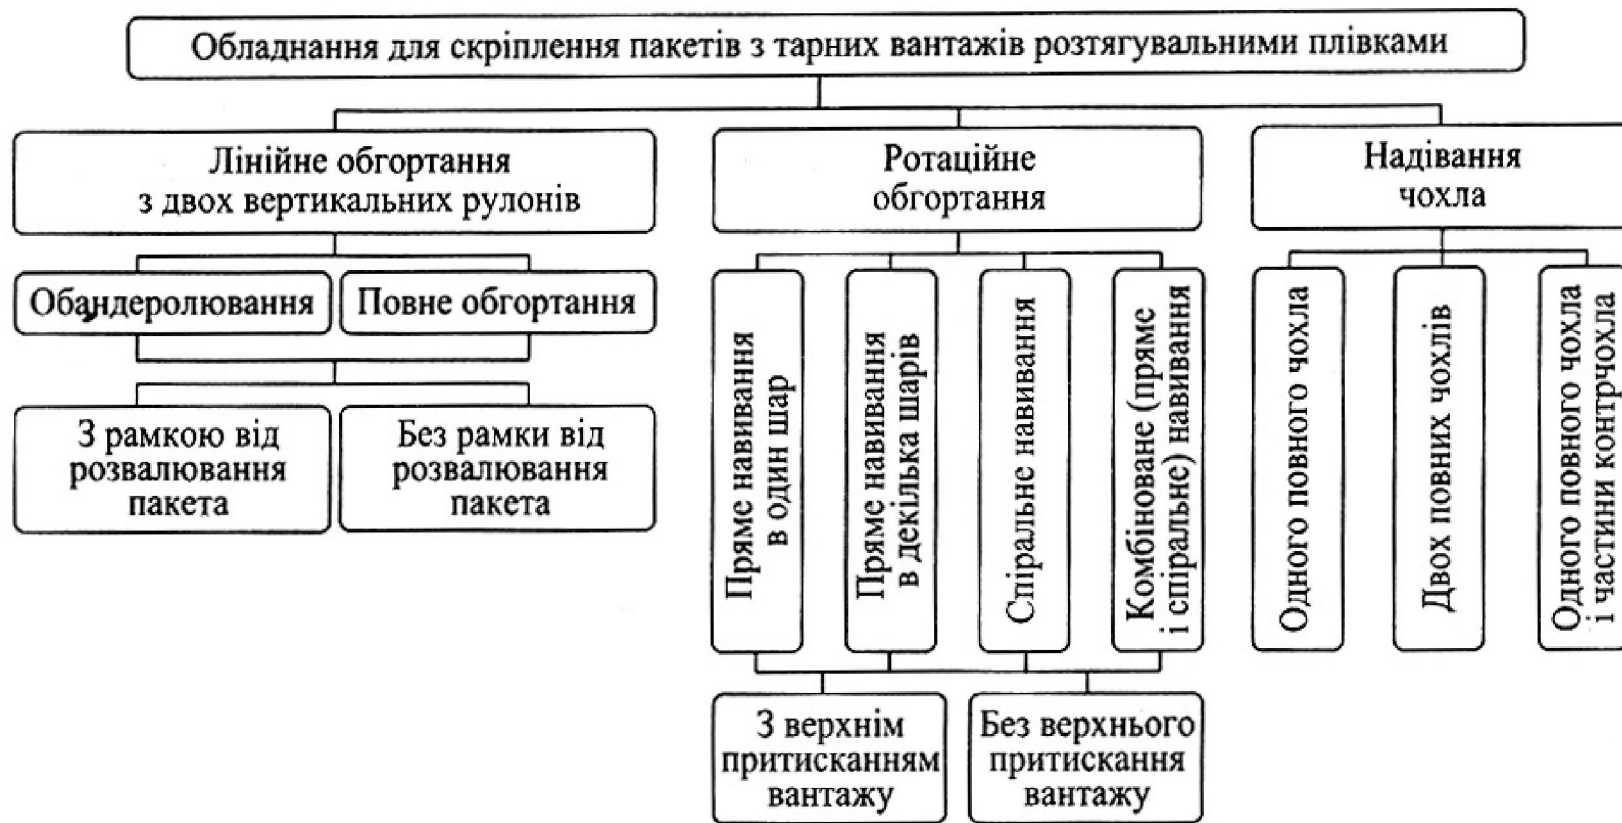 Обладнання для скріплення пакетів з тарних вантажів розтягувальними плівками
Лінійне обгортання
з двох вертикальних рулонів
Ротаційне
обгортання
Надівання
чохла
Обандеролювання
Повне обгортання
З рамкою від
розвалювання
пакета
Без рамки від
розвалювання
пакета
Пряме навивання
в один шар
Пряме навивання
в декілька шарів
Спіральне навивання
Комбіноване (пряме
і спіральне) навивання
З верхнім
притисканням
вантажу
Без верхнього
притискання
вантажу
Одного повного чохла
Двох повних чохлів
Одного повного чохла
і частини контрчохла